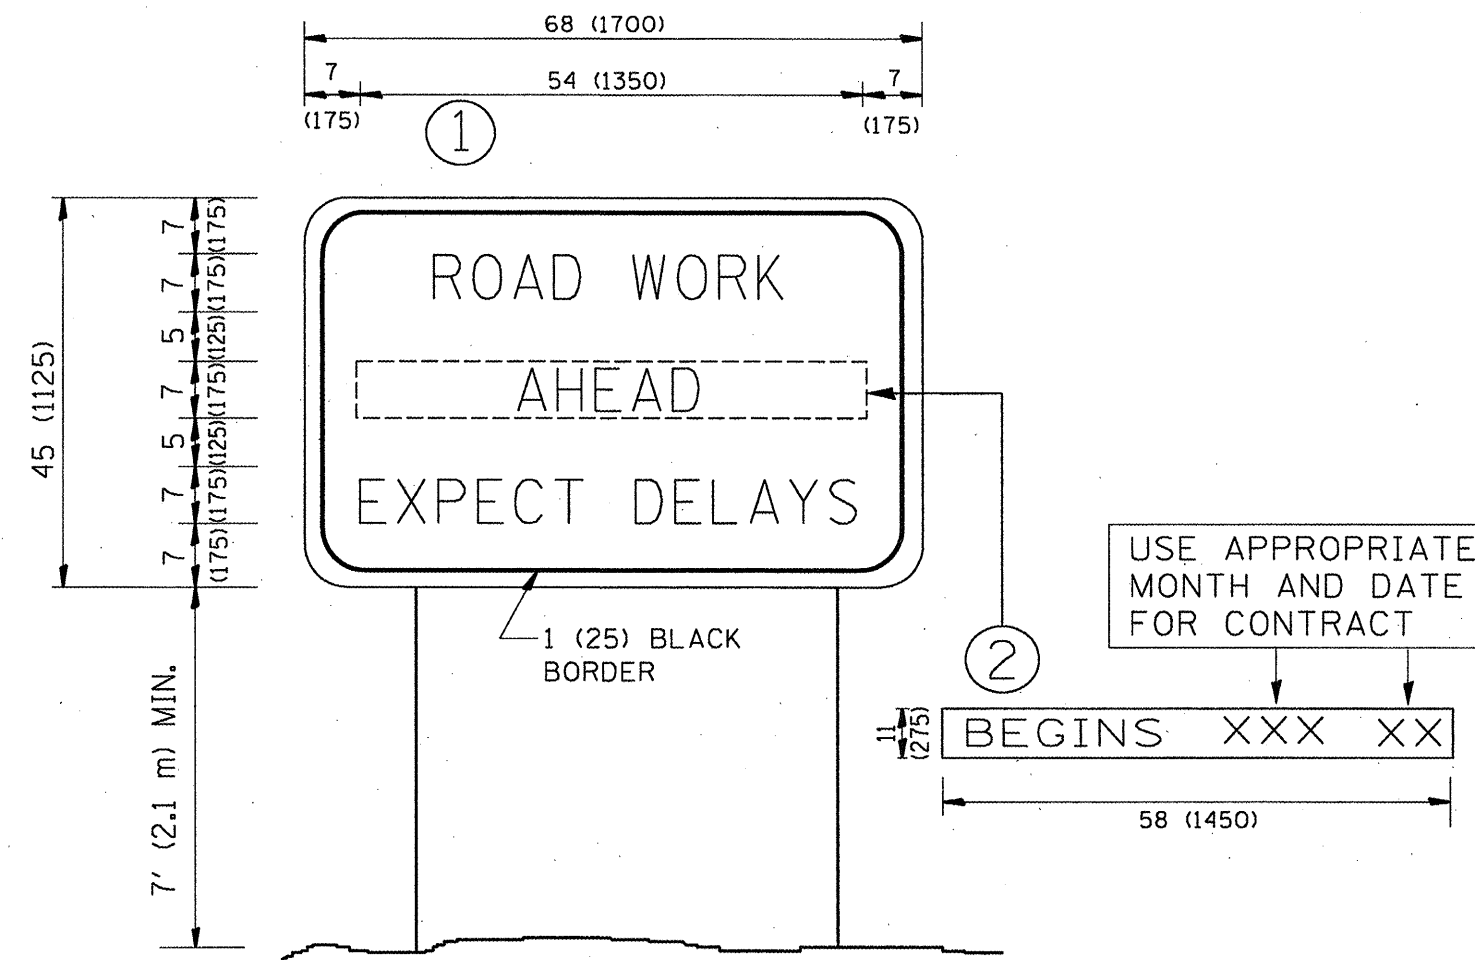 68 (1700)
7
54 (1350)
7
(175)
(175)
1
7
(175)
7
(175)
5
(125)
7
(175)
5
(125)
7
(175)
7
(175)
45 (1125)
7' (2.1 m) MIN.
ROAD WORK
AHEAD
EXPECT DELAYS
1 (25) BLACK
BORDER
2
USE APPROPRIATE
MONTH AND DATE
FOR CONTRACT
11
(275)
BEGINS XXX XX
58 (1450)